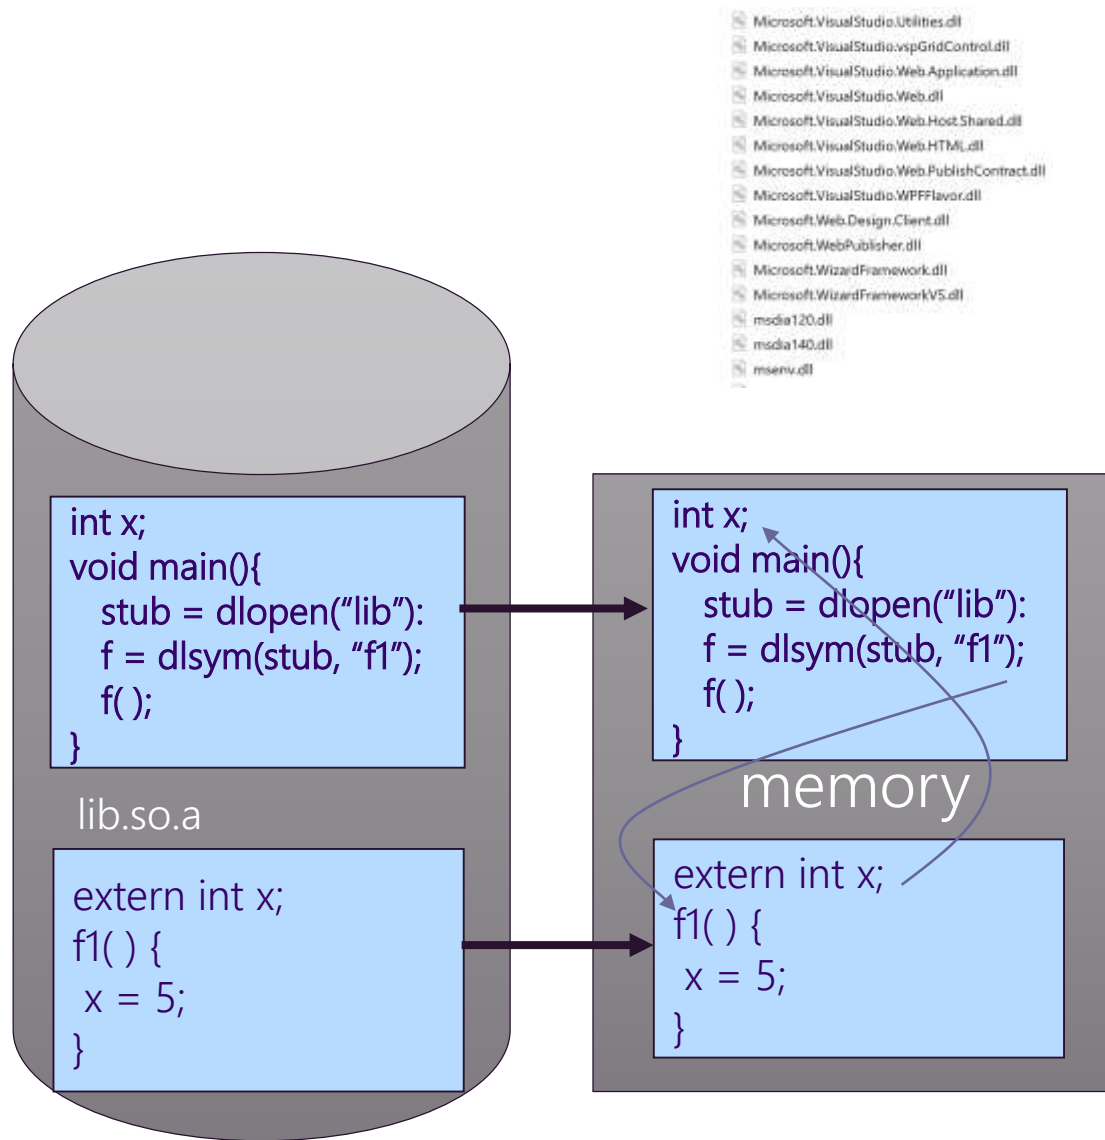 Microsoft.VisualStudio.Utilities.dll
Microsoft.VisualStudio.vspGridControl.dll
Microsoft.VisualStudio.Web.Application.dll
Microsoft.VisualStudio.Web.dll
Microsoft.VisualStudio.Web.Host.Shared.dll
Microsoft.VisualStudio.Web.HTML.dll
Microsoft.VisualStudio.Web.PublishContract.dll
Microsoft.VisualStudio.WPFFlavor.dll
Microsoft.Web.Design.Client.dll
Microsoft.WebPublisher.dll
Microsoft.WizardFramework.dll
Microsoft.WizardFrameworkVS.dll
msdia120.dll
msdia140.dll
msenv.dll
int x;
void main(){
stub = dlopen(“lib”):
f = dlsym(stub, “f1”);
f( );
}
lib.so.a
extern int x;
f1( ) {
x = 5;
}
int x;
void main(){
stub = dlopen(“lib”):
f = dlsym(stub, “f1”);
f( );
}
memory
extern int x;
f1( ) {
x = 5;
}